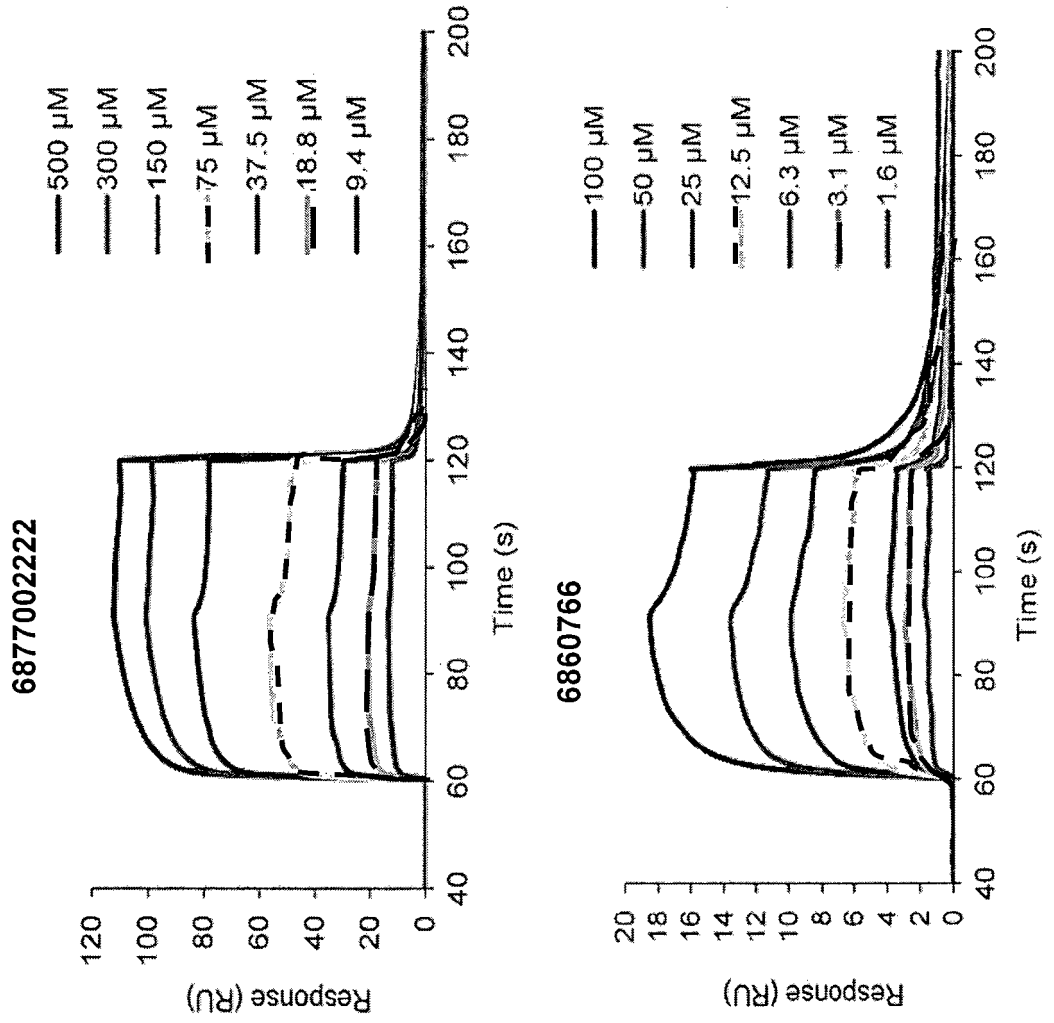 6877002222
120
100
80
60
40
20
0
Response (RU)
40
60
80
100
120
140
160
180
200
Time (s)
500 µM
300 µM
150 µM
75 µM
37.5 µM
18.8 µM
9.4 µM
6860766
20
18
16
14
12
10
8
6
4
2
0
Response (RU)
40
60
80
100
120
140
160
180
200
Time (s)
100 µM
50 µM
25 µM
12.5 µM
6.3 µM
3.1 µM
1.6 µM